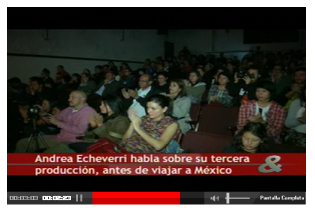 Andrea Echeverri habla sobre su tercera
producción, antes de viajar a México
&
Pantalla Completa